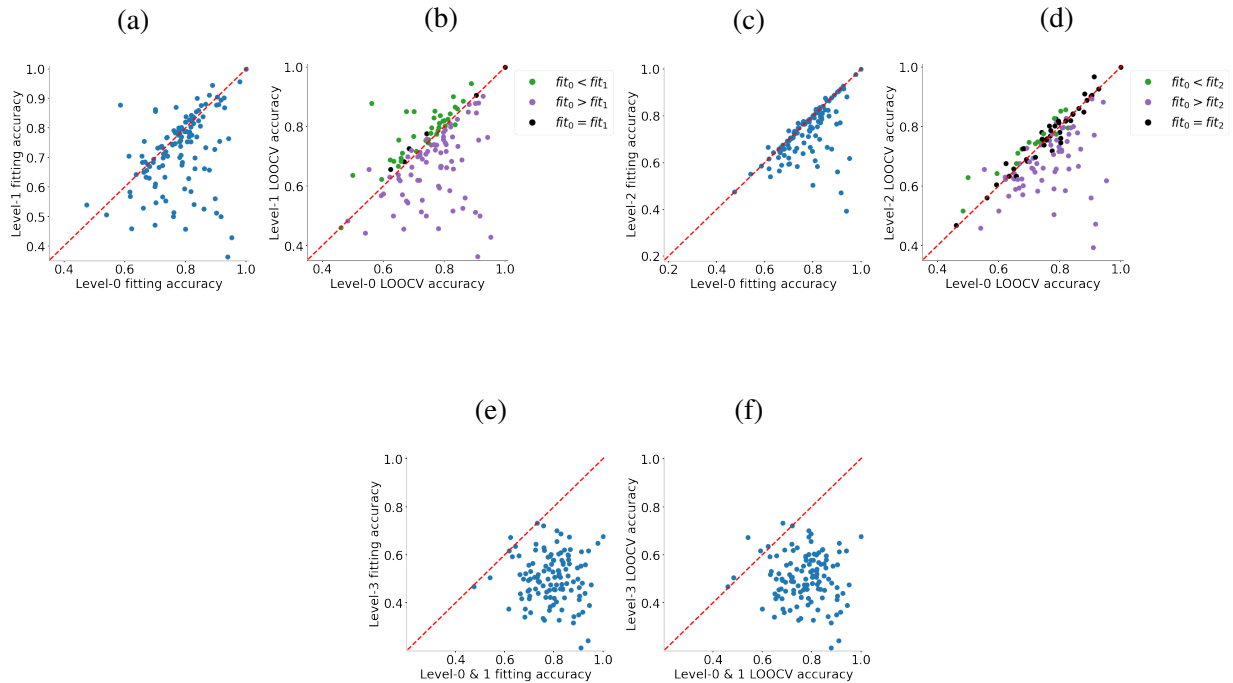 (a)
(b)
(c)
(d)
1.0
0.9
0.8
0.7
0.6
0.5
0.4
Level-1 fitting accuracy
0.4
0.6
0.8
1.0
Level-0 fitting accuracy
1.0
0.8
0.6
0.4
Level-1 LOOCV accuracy
0.4
0.6
0.8
1.0
Level-0 LOOCV accuracy
fit₀ < fit₁
fit₀ > fit₁
fit₀ = fit₁
1.0
0.8
0.6
0.4
0.2
Level-2 fitting accuracy
0.2
0.4
0.6
0.8
1.0
Level-0 fitting accuracy
1.0
0.8
0.6
0.4
Level-2 LOOCV accuracy
0.4
0.6
0.8
1.0
Level-0 LOOCV accuracy
fit₀ < fit₂
fit₀ > fit₂
fit₀ = fit₂
(e)
(f)
1.0
0.8
0.6
0.4
Level-3 fitting accuracy
0.4
0.6
0.8
1.0
Level-0 & 1 fitting accuracy
1.0
0.8
0.6
0.4
Level-3 LOOCV accuracy
0.4
0.6
0.8
1.0
Level-0 & 1 LOOCV accuracy